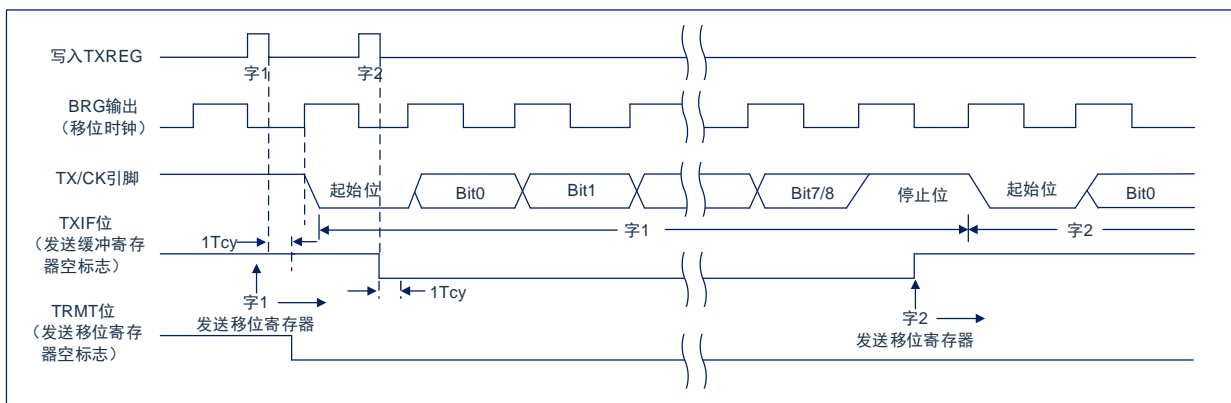 写入TXREG
字1
字2
BRG输出
（移位时钟）
TX/CK引脚
起始位
Bit0
Bit1
Bit7/8
停止位
起始位
Bit0
TXIF位
（发送缓冲寄存
器空标志）
1Tcy
字1
字2
1Tcy
字1
发送移位寄存器
字2
发送移位寄存器
TRMT位
（发送移位寄存
器空标志）